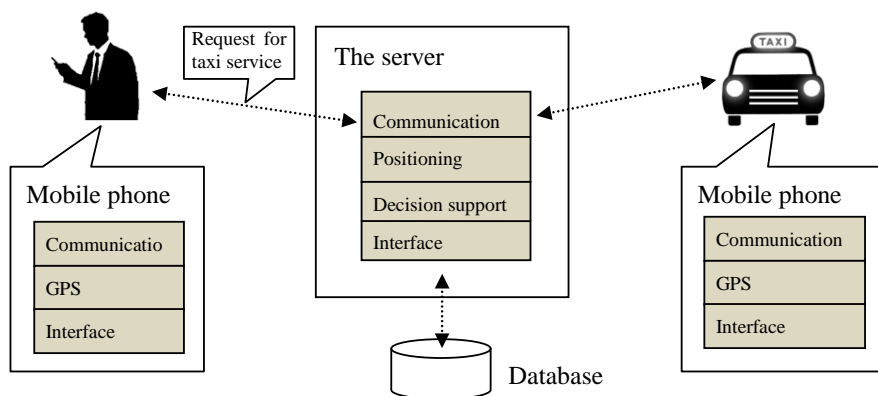 Request for
taxi service
The server
TAXI
Communication
Positioning
Decision support
Interface
Mobile phone
Communicatio
GPS
Interface
Mobile phone
Communication
GPS
Interface
Database